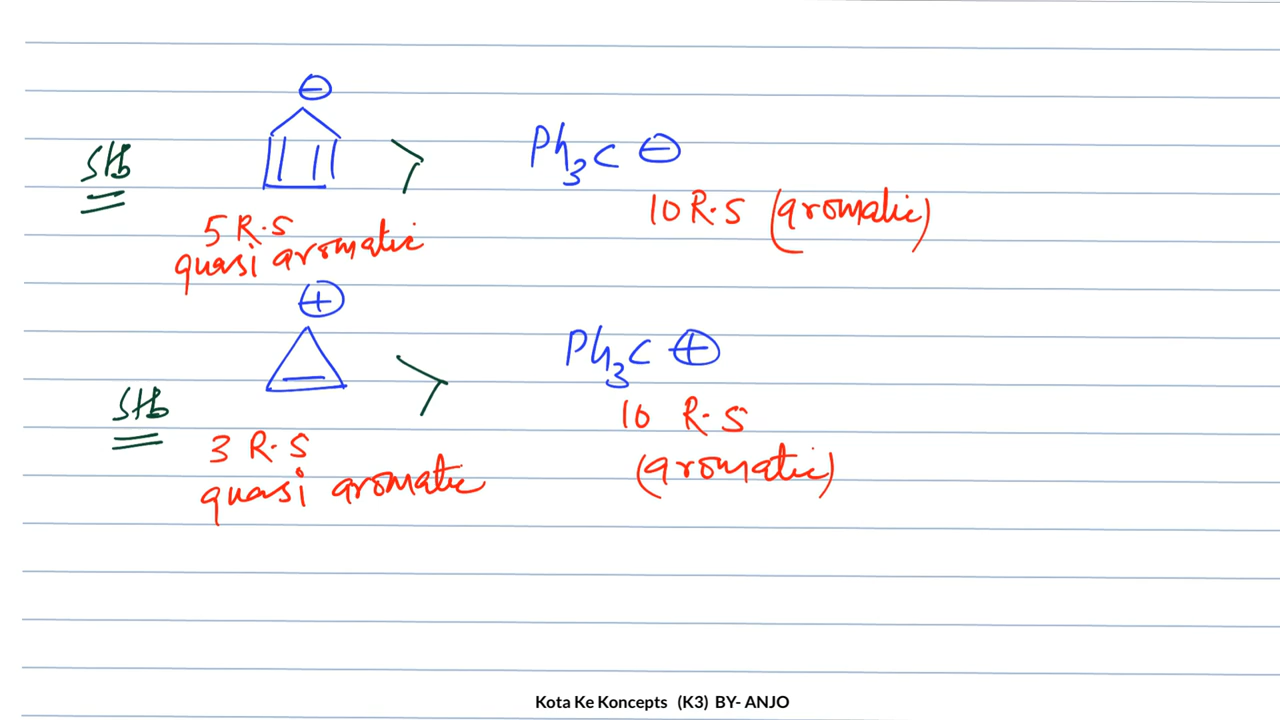 ⊖
Stb > Ph₃C ⊖
5 R.S 10 R.S (aromatic)
quasi aromatic
⊕
Stb > Ph₃C ⊕
3 R.S 10 R.S
quasi aromatic (aromatic)
Kota Ke Koncepts (K3) BY- ANJO